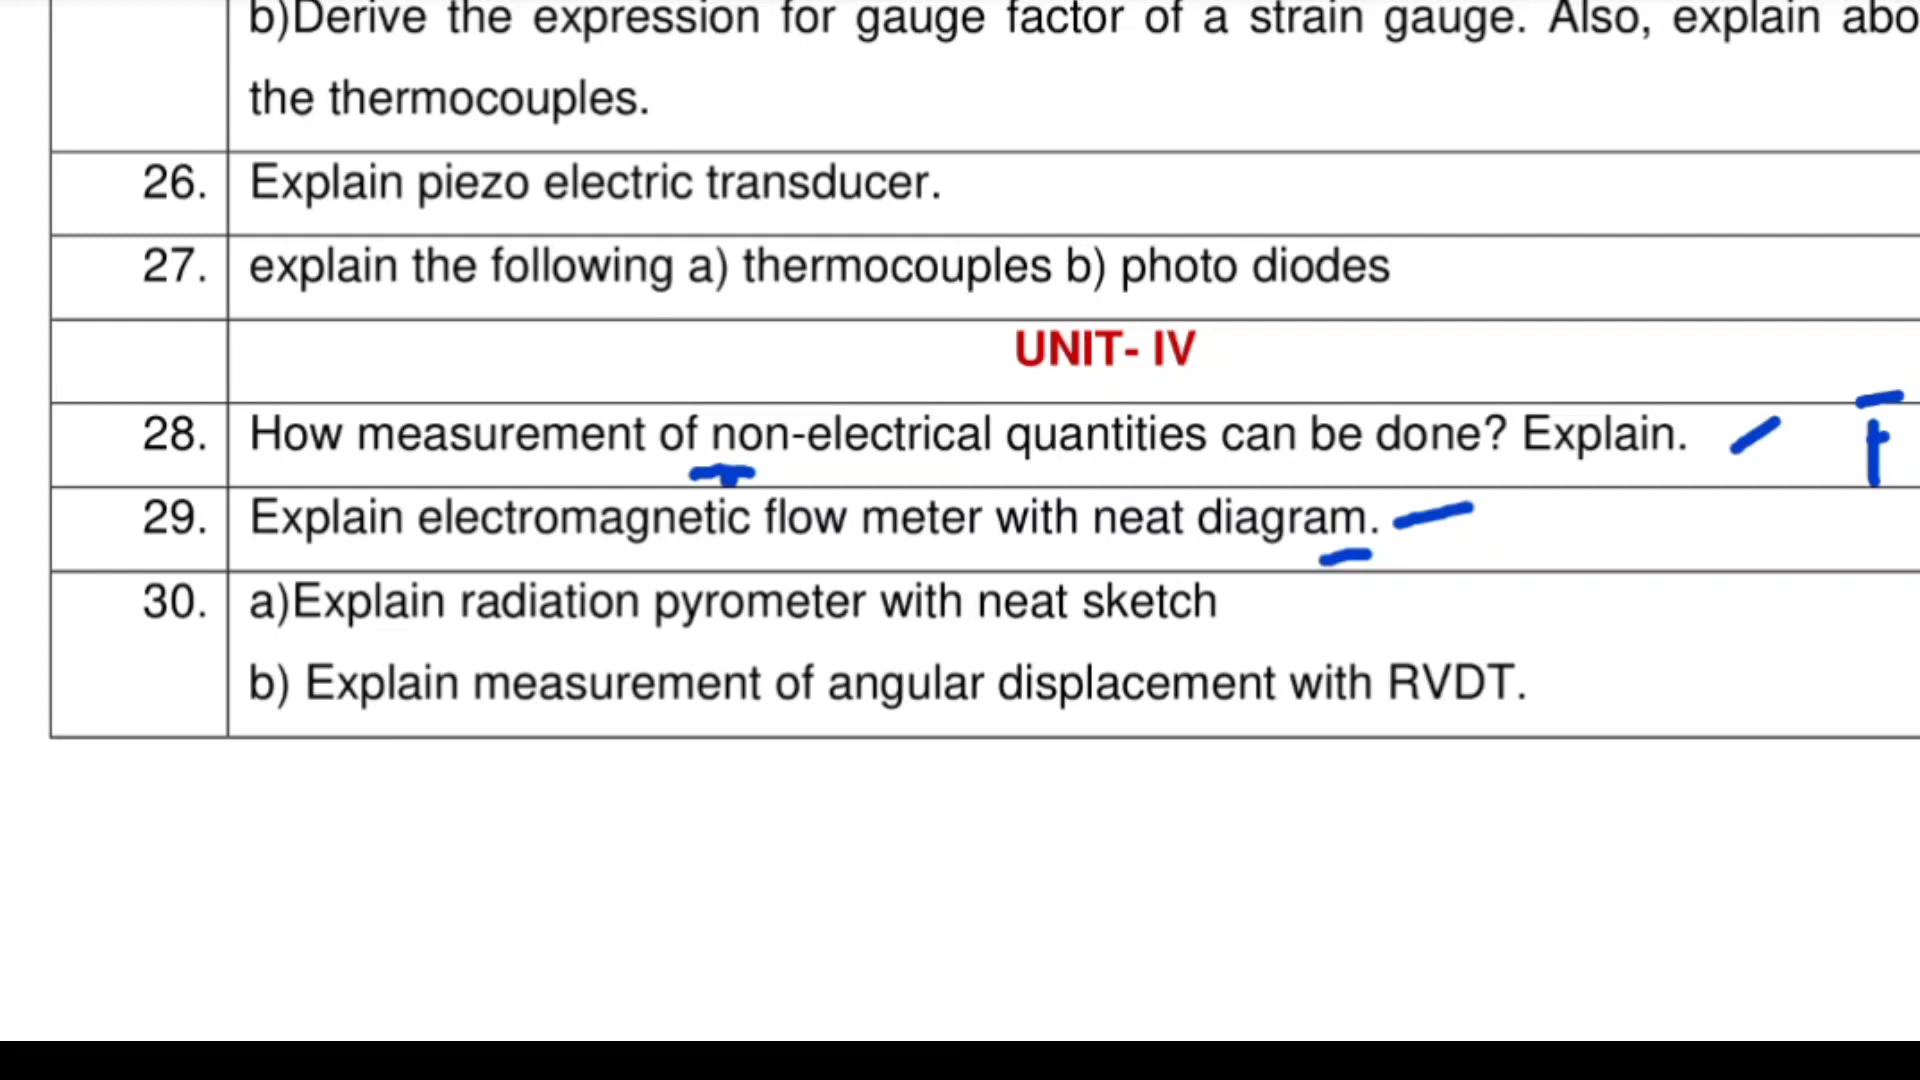 b)Derive the expression for gauge factor of a strain gauge. Also, explain
the thermocouples.
26. Explain piezo electric transducer.
27. explain the following a) thermocouples b) photo diodes
UNIT- IV
28. How measurement of non-electrical quantities can be done? Explain.
29. Explain electromagnetic flow meter with neat diagram.
30. a)Explain radiation pyrometer with neat sketch
b) Explain measurement of angular displacement with RVDT.